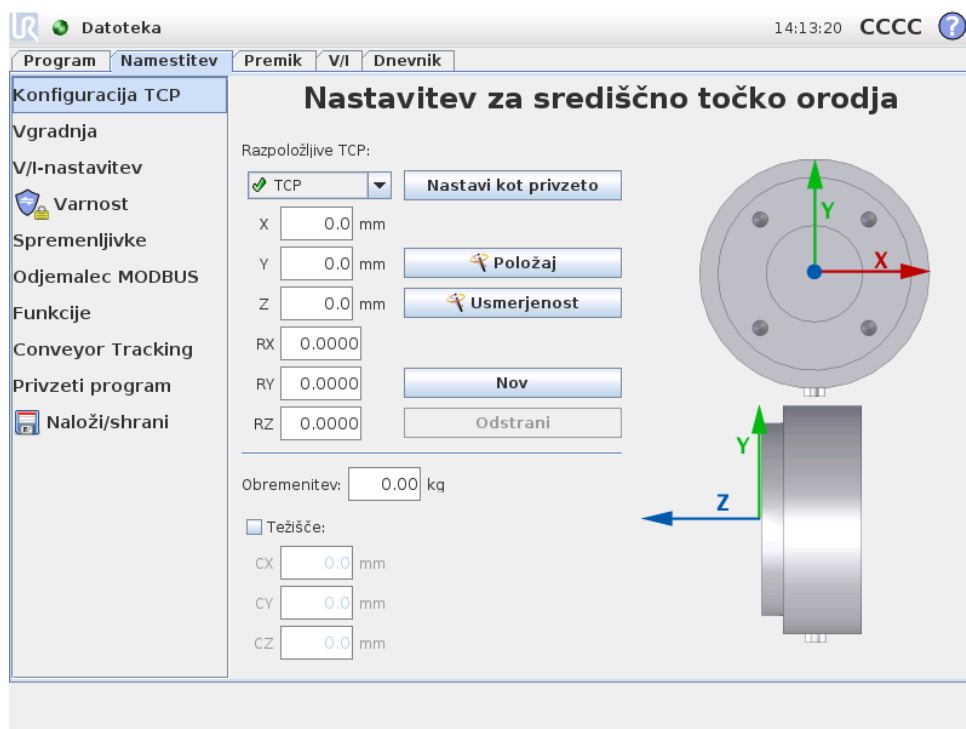 UR Datoteka 14:13:20 CCCC ?
Program Namestitev Premik V/I Dnevnik
Konfiguracija TCP
Vgradnja
V/I-nastavitev
Varnost
Spremenljivke
Odjemalec MODBUS
Funkcije
Conveyor Tracking
Privzeti program
Naloži/shrani
Nastavitev za središčno točko orodja
Razpoložljive TCP:
TCP Nastavi kot privzeto
X 0.0 mm
Y 0.0 mm Položaj
Z 0.0 mm Usmerjenost
RX 0.0000
RY 0.0000 Nov
RZ 0.0000 Odstrani
Obremenitev: 0.00 kg
Težišče:
CX 0.0 mm
CY 0.0 mm
CZ 0.0 mm
Y
X
Y
Z